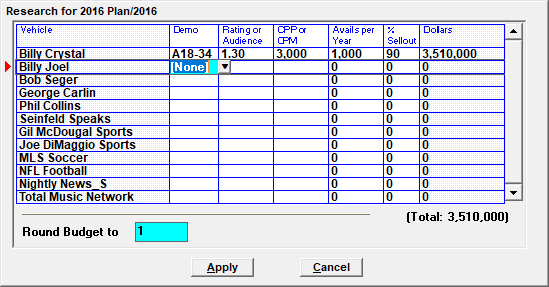 Research for 2016 Plan/2016
Vehicle Demo Rating or Audience CPP or CPM Avails per Year % Sellout Dollars
Billy Crystal A18-34 1.30 3,000 1,000 90 3,510,000
Billy Joel [None] 0 0 0
Bob Seger 0 0 0
George Carlin 0 0 0
Phil Collins 0 0 0
Seinfeld Speaks 0 0 0
Gil McDougal Sports 0 0 0
Joe DiMaggio Sports 0 0 0
MLS Soccer 0 0 0
NFL Football 0 0 0
Nightly News_S 0 0 0
Total Music Network 0 0 0
(Total: 3,510,000)
Round Budget to 1
Apply Cancel